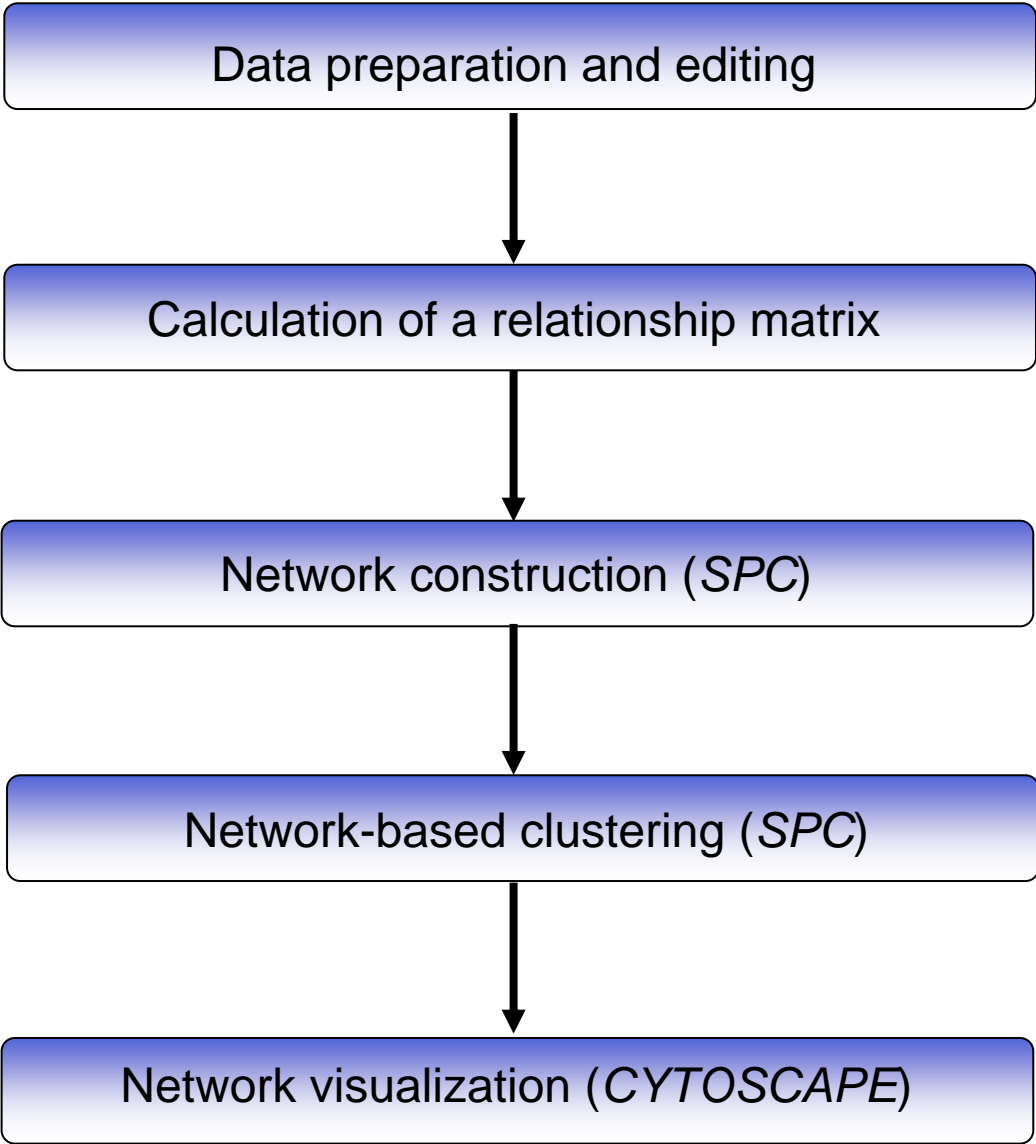 Data preparation and editing
Calculation of a relationship matrix
Network construction (SPC)
Network-based clustering (SPC)
Network visualization (CYTOSCAPE)